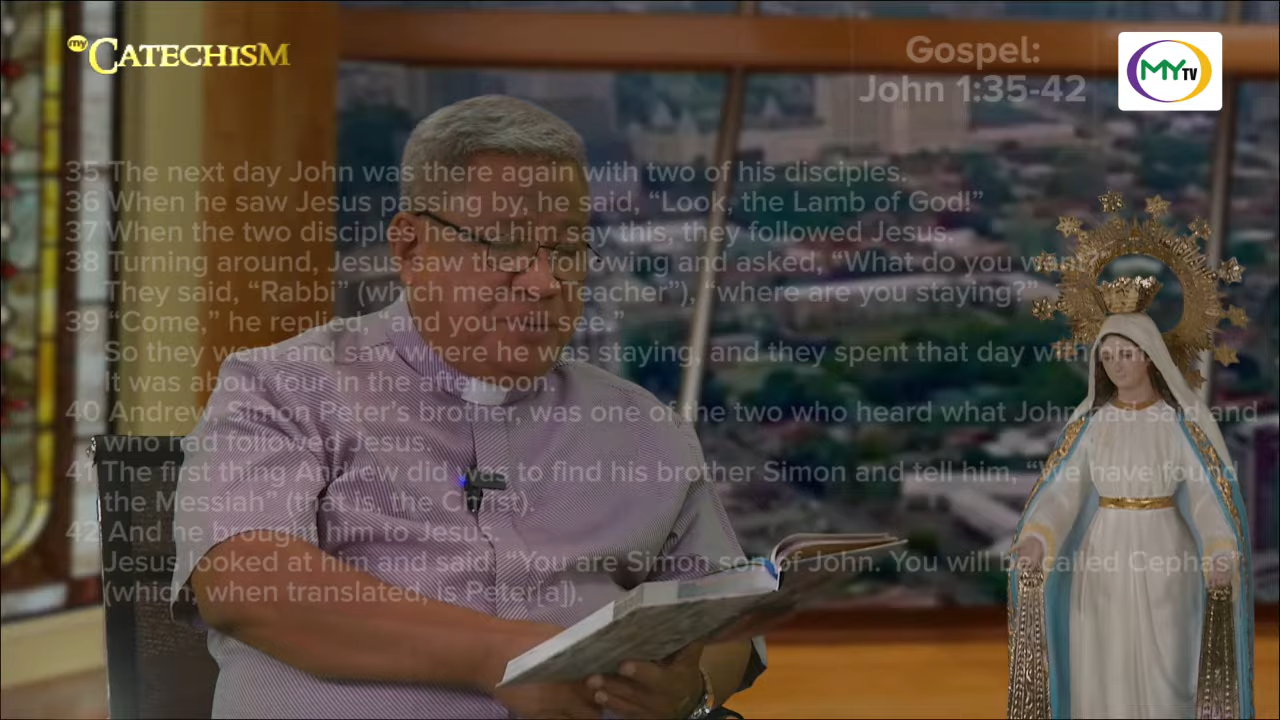 my CATECHISM
Gospel:
John 1:35-42
MYTV
35 The next day John was there again with two of his disciples.
36 When he saw Jesus passing by, he said, “Look, the Lamb of God!”
37 When the two disciples heard him say this, they followed Jesus.
38 Turning around, Jesus saw them following and asked, “What do you w
They said, “Rabbi” (which means “Teacher”), “where are you staying?”
39 “Come,” he replied, “and you will see.”
So they went and saw where he was staying, and they spent that day w
It was about four in the afternoon.
40 Andrew, Simon Peter’s brother, was one of the two who heard what John had said and
who had followed Jesus.
41 The first thing Andrew did was to find his brother Simon and tell him, “We have found
the Messiah” (that is, the Christ).
42 And he brought him to Jesus.
Jesus looked at him and said, “You are Simon son of John. You will be called Cephas”
(which, when translated, is Peter[a]).